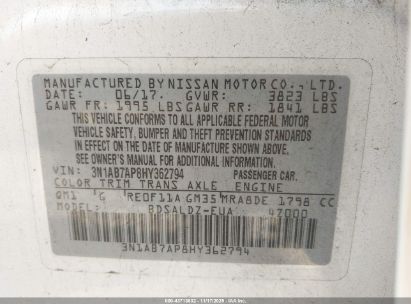 MANUFACTURED BY NISSAN MOTOR CO., LTD.
DATE: 06/17. GVWR: 3823 LBS
GAWR FR: 1995 LBS GAWR RR: 1841 LBS
THIS VEHICLE CONFORMS TO ALL APPLICABLE FEDERAL MOTOR
VEHICLE SAFETY, BUMPER AND THEFT PREVENTION STANDARDS
IN EFFECT ON THE DATE OF MANUFACTURE SHOWN ABOVE.
SEE OWNER'S MANUAL FOR ADDITIONAL INFORMATION.
VIN: 3N1AB7AP8HY362794 PASSENGER CAR.
COLOR TRIM TRANS AXLE ENGINE
QM1 G RE0F11A GM35 MRA8DE 1798 CC
MODEL: BDSALDZ-EUA 47000
3N1AB7AP8HY362794